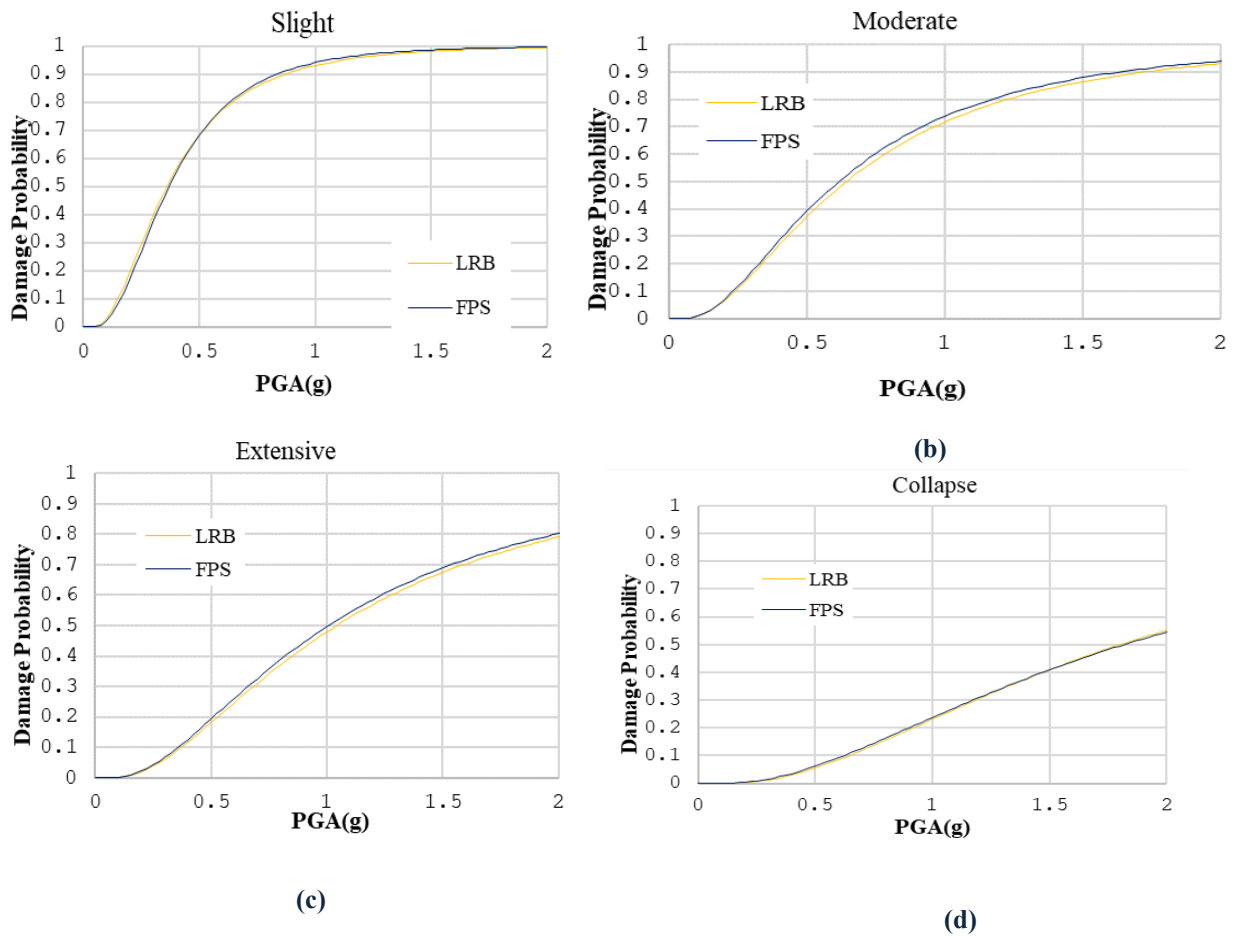 Slight
1
0.9
0.8
0.7
0.6
0.5
0.4
0.3
0.2
0.1
0
Damage Probability
LRB
FPS
0 0.5 1 1.5 2
PGA(g)
Moderate
1
0.9
0.8
0.7
0.6
0.5
0.4
0.3
0.2
0.1
0
Damage Probability
LRB
FPS
0 0.5 1 1.5 2
PGA(g)
(b)
Extensive
1
0.9
0.8
0.7
0.6
0.5
0.4
0.3
0.2
0.1
0
Damage Probability
LRB
FPS
0 0.5 1 1.5 2
PGA(g)
(c)
Collapse
1
0.9
0.8
0.7
0.6
0.5
0.4
0.3
0.2
0.1
0
Damage Probability
LRB
FPS
0 0.5 1 1.5 2
PGA(g)
(d)